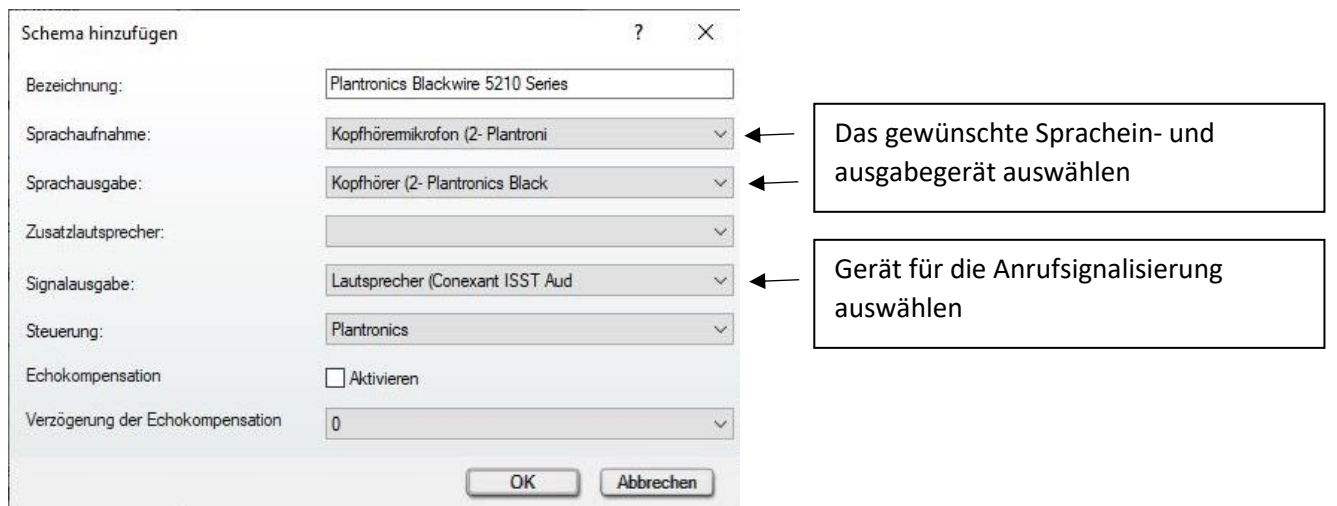 Schema hinzufügen ? X
Bezeichnung: Plantronics Blackwire 5210 Series
Sprachaufnahme: Kopfhörermikrofon (2- Plantroni
Sprachausgabe: Kopfhörer (2- Plantronics Black
Zusatzlautsprecher:
Signalausgabe: Lautsprecher (Conexant ISST Aud
Steuerung: Plantronics
Echokompensation Aktivieren
Verzögerung der Echokompensation 0
OK Abbrechen
Das gewünschte Sprachein- und
ausgabegerät auswählen
Gerät für die Anrufsignalisierung
auswählen